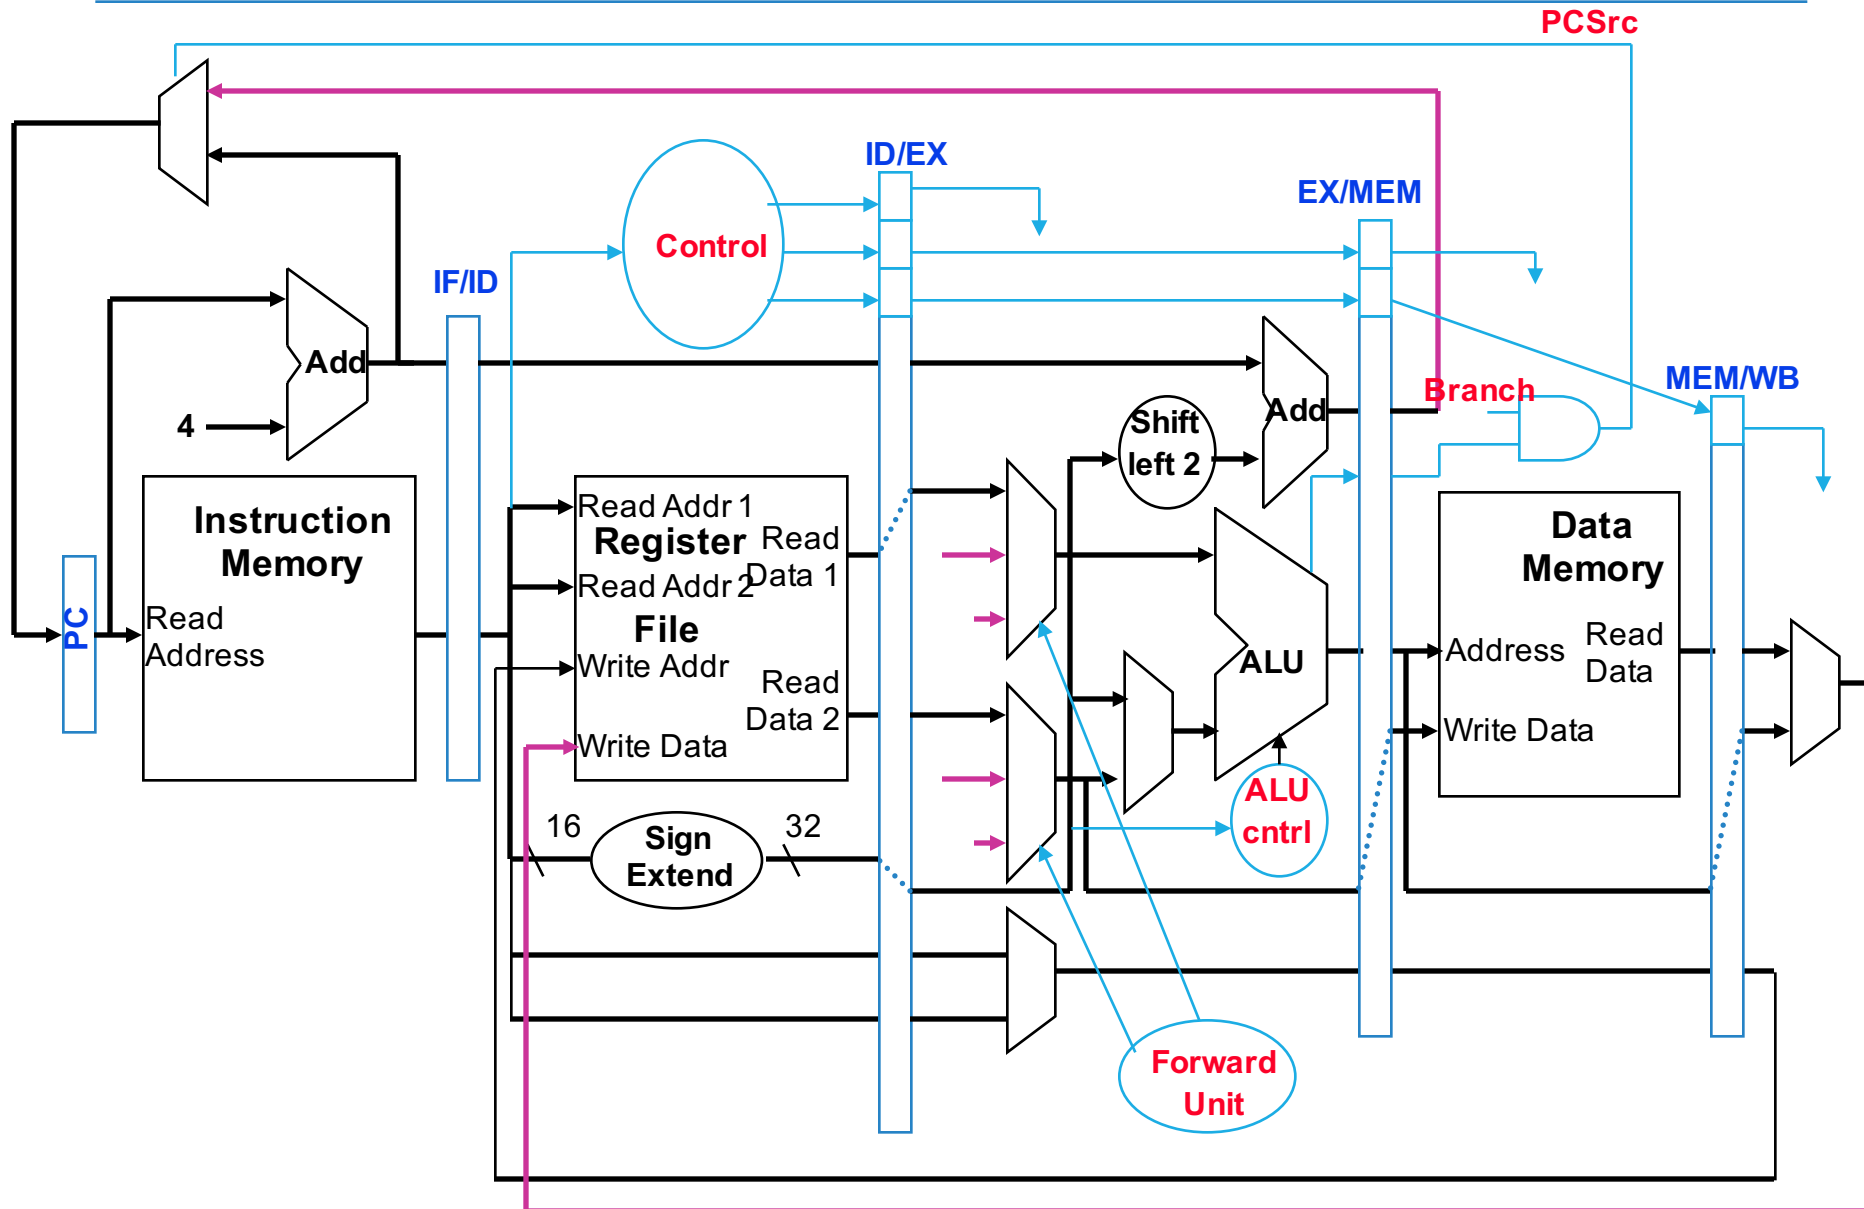 PCSrc
ID/EX
EX/MEM
Control
IF/ID
Add
4
Branch
MEM/WB
Shift
left 2
Add
Instruction
Memory
Read
Address
PC
Read Addr 1
Register
Read Addr 2
File
Write Addr
Write Data
Read
Data 1
Read
Data 2
16
Sign
Extend
32
ALU
ALU
cntrl
Data
Memory
Address
Read
Data
Write Data
Forward
Unit